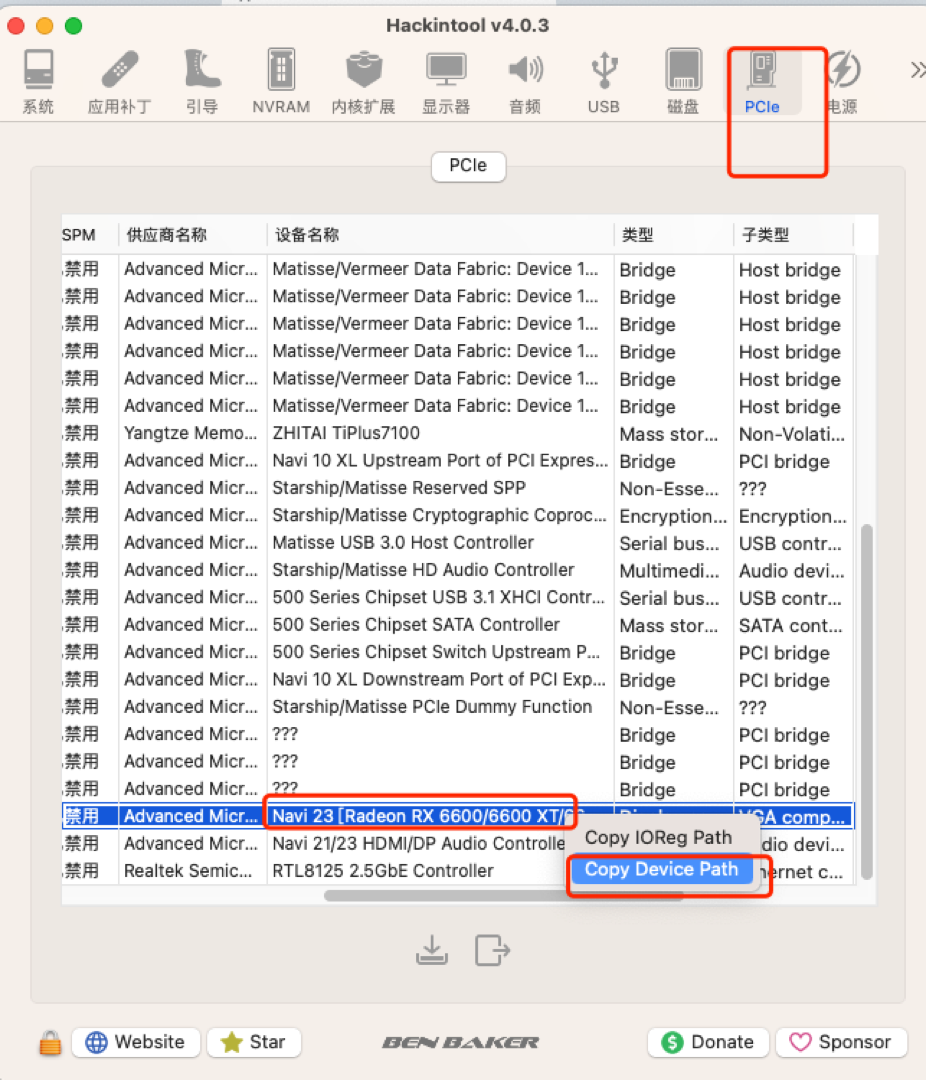 Hackintool v4.0.3
系统 应用补丁 引导 NVRAM 内核扩展 显示器 音频 USB 磁盘 PCIe 电源
PCIe
SPM 供应商名称 设备名称 类型 子类型
禁用 Advanced Micr... Matisse/Vermeer Data Fabric: Device 1... Bridge Host bridge
禁用 Advanced Micr... Matisse/Vermeer Data Fabric: Device 1... Bridge Host bridge
禁用 Advanced Micr... Matisse/Vermeer Data Fabric: Device 1... Bridge Host bridge
禁用 Advanced Micr... Matisse/Vermeer Data Fabric: Device 1... Bridge Host bridge
禁用 Advanced Micr... Matisse/Vermeer Data Fabric: Device 1... Bridge Host bridge
禁用 Advanced Micr... Matisse/Vermeer Data Fabric: Device 1... Bridge Host bridge
禁用 Yangtze Memo... ZHITAI TiPlus7100 Mass stor... Non-Volati...
禁用 Advanced Micr... Navi 10 XL Upstream Port of PCI Expres... Bridge PCI bridge
禁用 Advanced Micr... Starship/Matisse Reserved SPP Non-Esse... ???
禁用 Advanced Micr... Starship/Matisse Cryptographic Coproc... Encryption... Encryption...
禁用 Advanced Micr... Matisse USB 3.0 Host Controller Serial bus... USB contr...
禁用 Advanced Micr... Starship/Matisse HD Audio Controller Multimedi... Audio devi...
禁用 Advanced Micr... 500 Series Chipset USB 3.1 XHCI Contr... Serial bus... USB contr...
禁用 Advanced Micr... 500 Series Chipset SATA Controller Mass stor... SATA cont...
禁用 Advanced Micr... 500 Series Chipset Switch Upstream P... Bridge PCI bridge
禁用 Advanced Micr... Navi 10 XL Downstream Port of PCI Exp... Bridge PCI bridge
禁用 Advanced Micr... Starship/Matisse PCIe Dummy Function Non-Esse... ???
禁用 Advanced Micr... ??? Bridge PCI bridge
禁用 Advanced Micr... ??? Bridge PCI bridge
禁用 Advanced Micr... ??? Bridge PCI bridge
禁用 Advanced Micr... Navi 23 [Radeon RX 6600/6600 XT/6 VGA comp...
Copy IOReg Path
禁用 Advanced Micr... Navi 21/23 HDMI/DP Audio Controlle dio devi...
Copy Device Path
禁用 Realtek Semic... RTL8125 2.5GbE Controller hernet c...
Website Star BEN BAKER Donate Sponsor